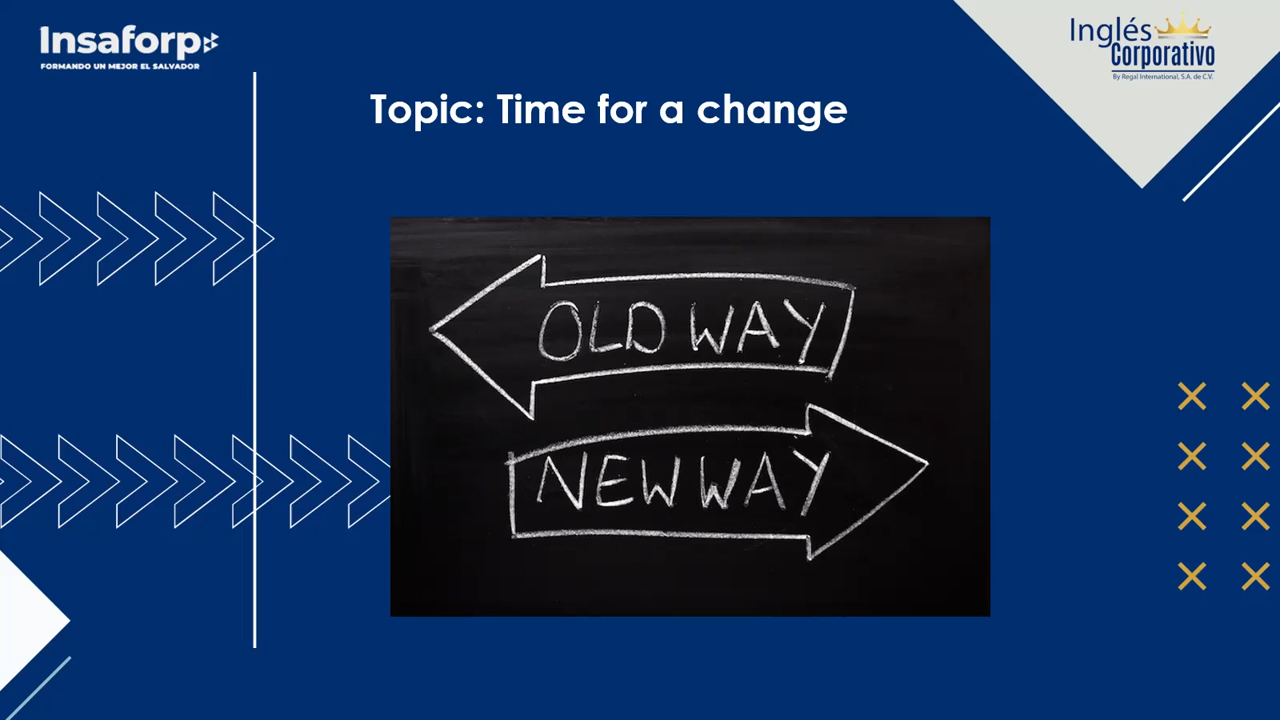 Insaforp
FORMANDO UN MEJOR EL SALVADOR
Inglés
Corporativo
By Regal International, S.A. de C.V.
Topic: Time for a change
OLD WAY
NEW WAY